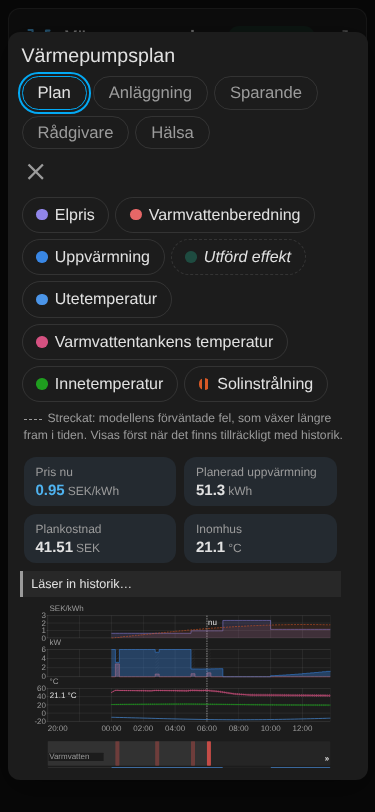 Värmepumpsplan
Plan
Anläggning
Sparande
Rådgivare
Hälsa
Elpris
Varmvattenberedning
Uppvärmning
Utförd effekt
Utetemperatur
Varmvattentankens temperatur
Innetemperatur
Solinstrålning
---- Streckat: modellens förväntade fel, som växer längre
fram i tiden. Visas först när det finns tillräckligt med historik.
Pris nu
0.95 SEK/kWh
Planerad uppvärmning
51.3 kWh
Plankostnad
41.51 SEK
Inomhus
21.1 °C
Läser in historik…
SEK/kWh
3
2
1
0
nu
kW
6
4
2
0
°C
60
40
21.1 °C
0
-20
20:00 00:00 02:00 04:00 06:00 08:00 10:00 12:00
Varmvatten
»